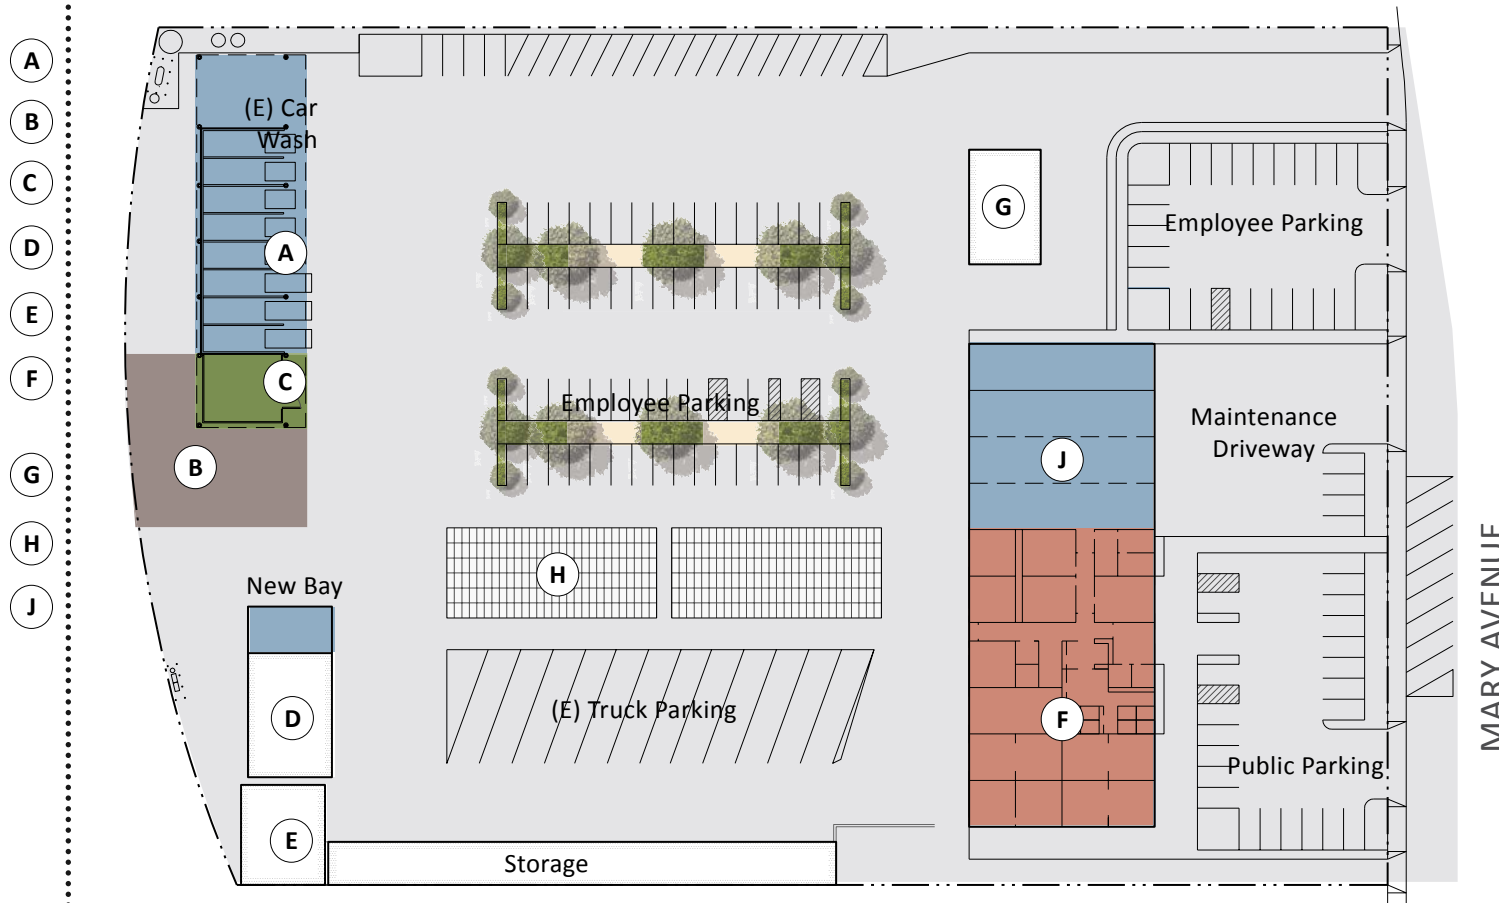 A
B
C
D
E
F
G
H
J
(E) Car
Wash
A
C
B
New Bay
D
E
Storage
Employee Parking
H
(E) Truck Parking
G
Employee Parking
Maintenance
Driveway
J
F
Public Parking
MARY AVENUE